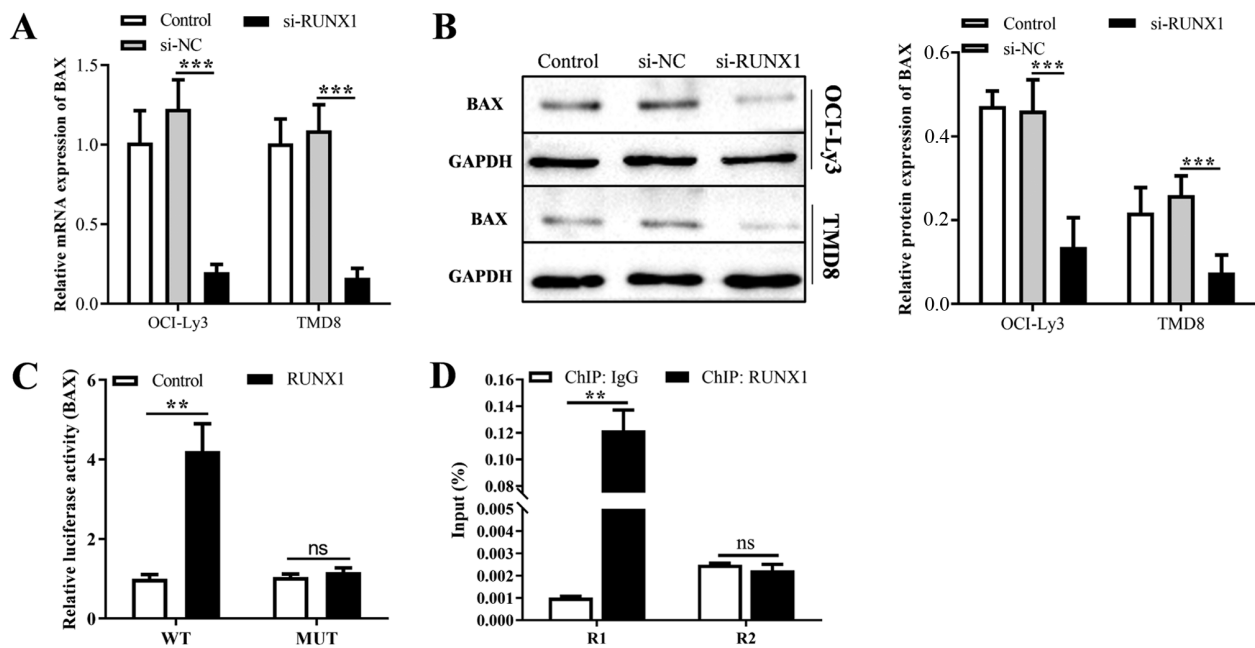 A
Control
si-RUNX1
si-NC
Relative mRNA expression of BAX
1.5
1.0
0.5
0.0
***
***
OCI-Ly3
TMD8
B
Control
si-NC
si-RUNX1
BAX
GAPDH
BAX
GAPDH
OCI-Ly3
TMD8
Control
si-RUNX1
si-NC
Relative protein expression of BAX
0.6
0.4
0.2
0.0
***
***
OCI-Ly3
TMD8
C
Control
RUNX1
Relative luciferase activity (BAX)
6
4
2
0
**
ns
WT
MUT
D
ChIP: IgG
ChIP: RUNX1
Input (%)
0.16
0.14
0.12
0.10
0.08
0.06
0.005
0.004
0.003
0.002
0.001
0.000
**
ns
R1
R2